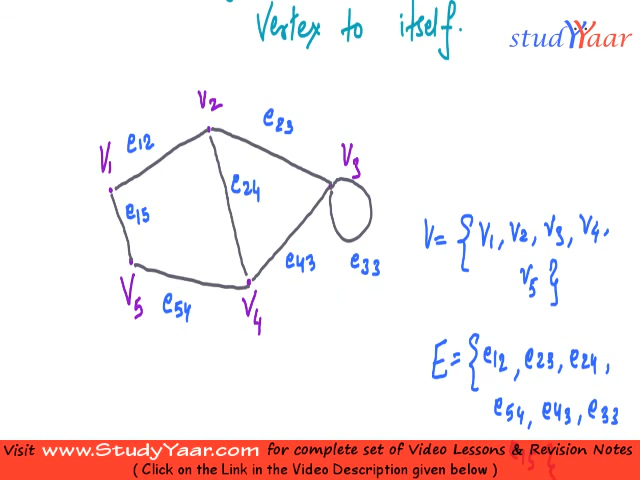 Vertex to itself.
studYYaar
V2
e23
e12
V3
V1
e24
e15
V= { V1, V2, V3, V4,
e43
e33
V5 }
V5
e54
V4
E= { e12, e23, e24,
e54, e43, e33
e15 }
Visit www.StudyYaar.com for complete set of Video Lessons & Revision Notes
( Click on the Link in the Video Description given below )